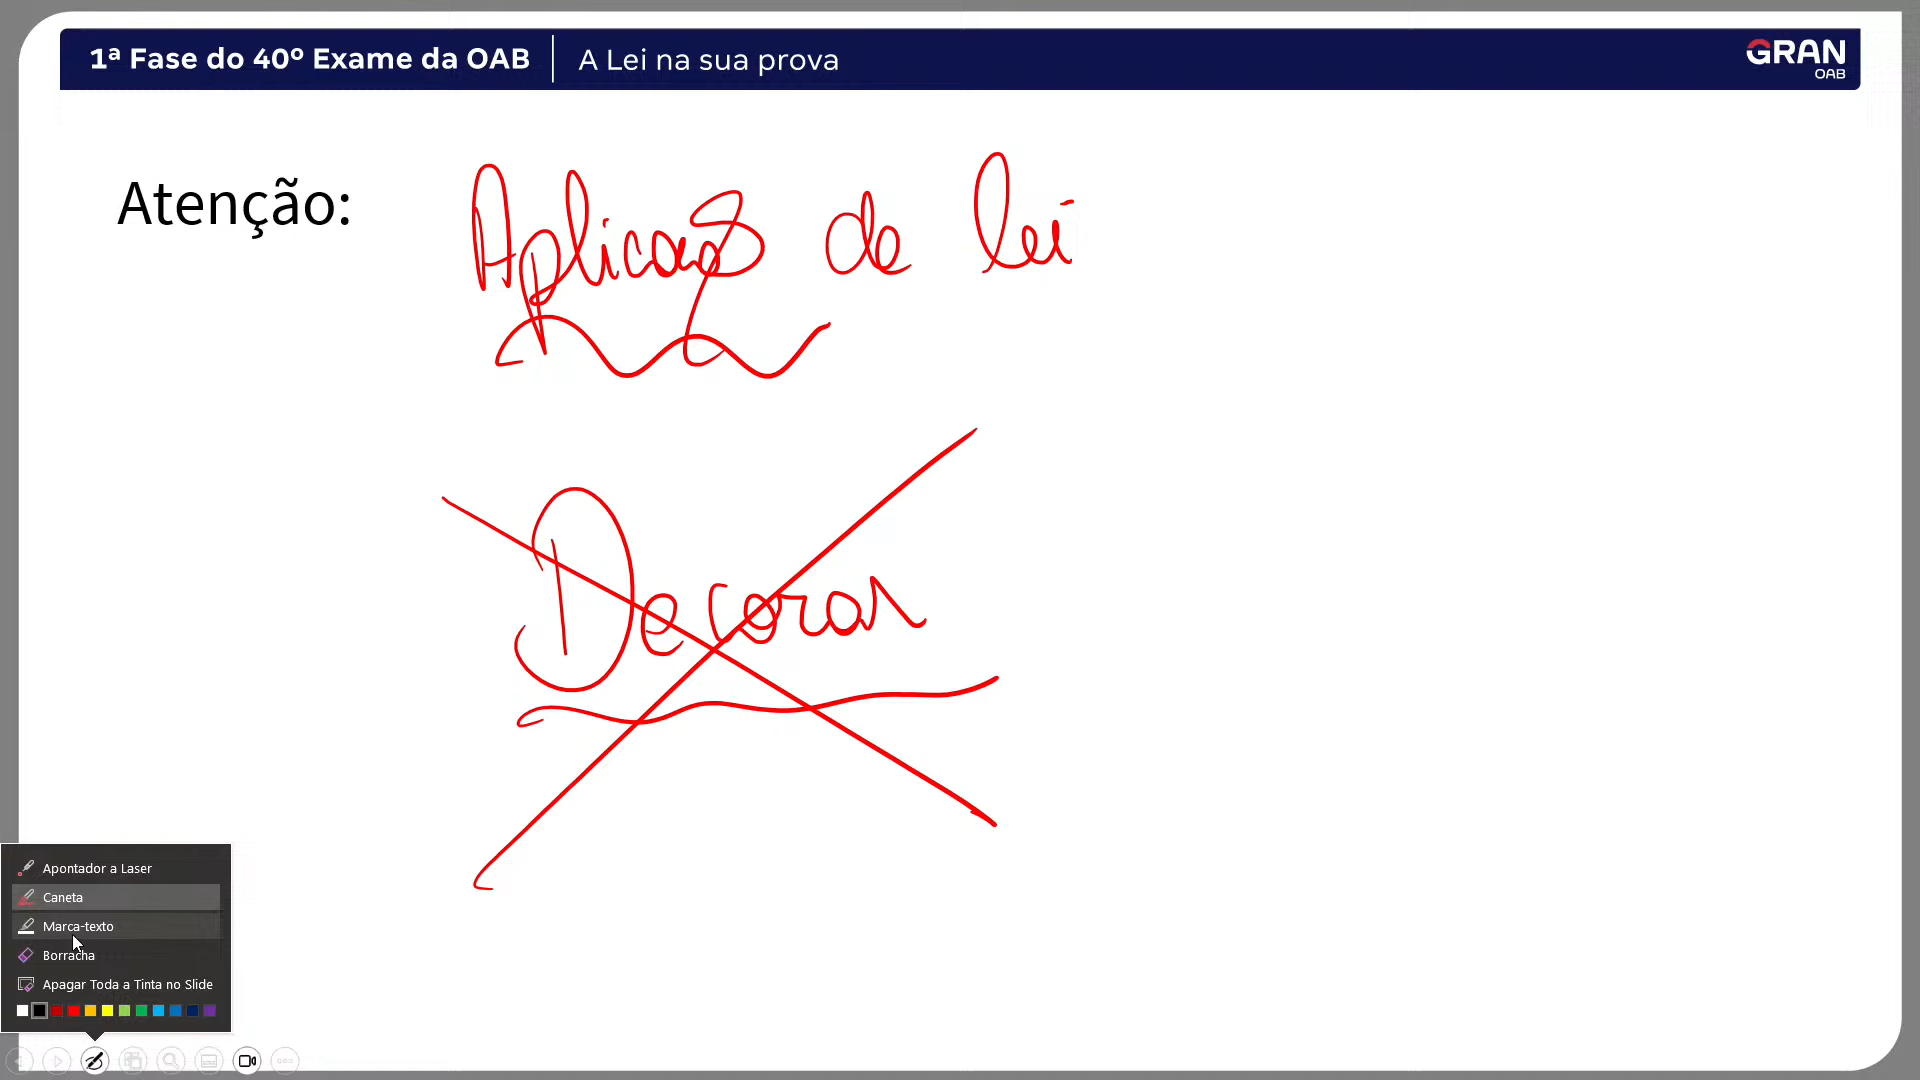 1ª Fase do 40º Exame da OAB | A Lei na sua prova
GRAN
OAB
Atenção:
Aplicação de lei
Decorar
Apontador a Laser
Caneta
Marca-texto
Borracha
Apagar Toda a Tinta no Slide